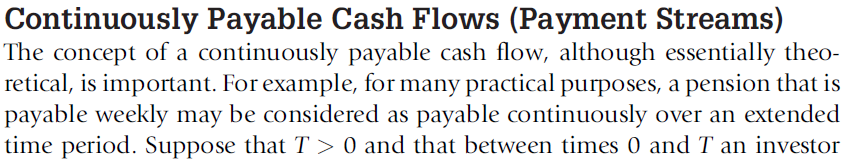 Continuously Payable Cash Flows (Payment Streams)
The concept of a continuously payable cash flow, although essentially theo-
retical, is important. For example, for many practical purposes, a pension that is
payable weekly may be considered as payable continuously over an extended
time period. Suppose that T > 0 and that between times 0 and T an investor